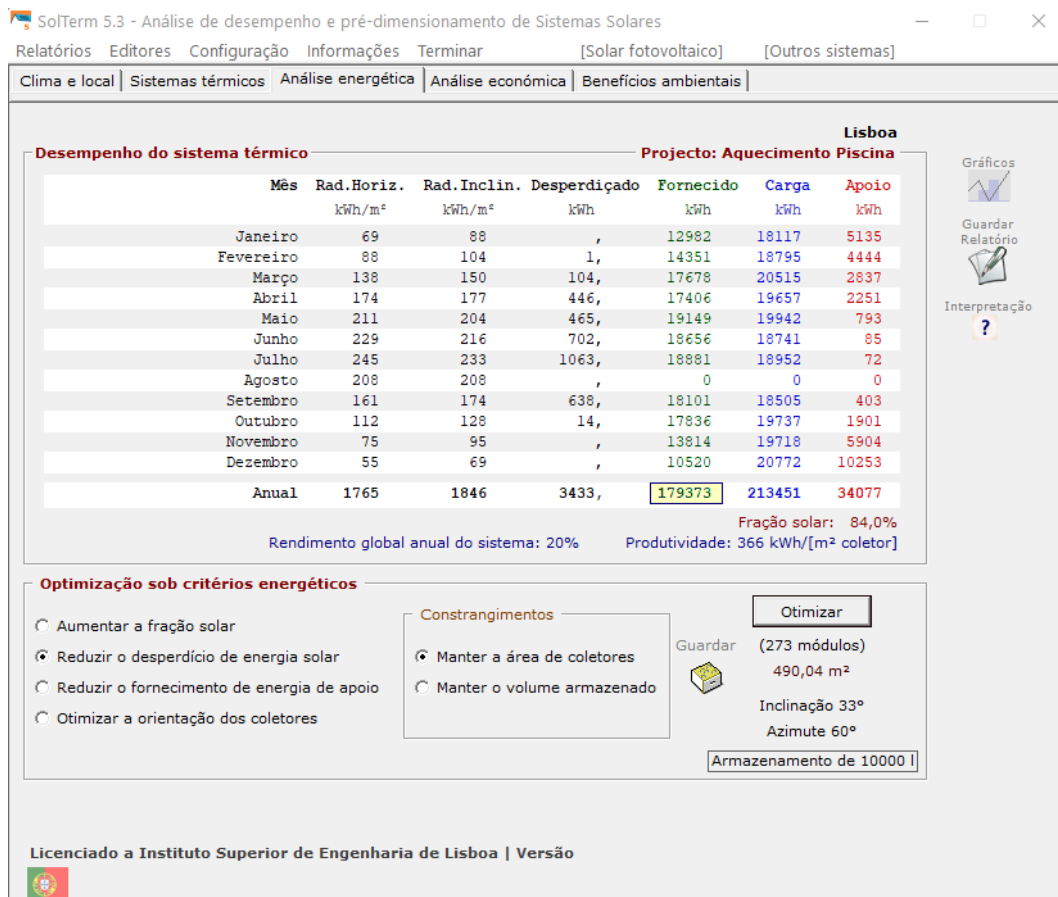 SolTerm 5.3 - Análise de desempenho e pré-dimensionamento de Sistemas Solares
Relatórios Editores Configuração Informações Terminar [Solar fotovoltaico] [Outros sistemas]
Clima e local Sistemas térmicos Análise energética Análise económica Benefícios ambientais
Lisboa
Desempenho do sistema térmico Projecto: Aquecimento Piscina
Mês Rad.Horiz. Rad.Inclin. Desperdiçado Fornecido Carga Apoio
kWh/m² kWh/m² kWh kWh kWh kWh
Janeiro 69 88 , 12982 18117 5135
Fevereiro 88 104 1, 14351 18795 4444
Março 138 150 104, 17678 20515 2837
Abril 174 177 446, 17406 19657 2251
Maio 211 204 465, 19149 19942 793
Junho 229 216 702, 18656 18741 85
Julho 245 233 1063, 18881 18952 72
Agosto 208 208 , 0 0 0
Setembro 161 174 638, 18101 18505 403
Outubro 112 128 14, 17836 19737 1901
Novembro 75 95 , 13814 19718 5904
Dezembro 55 69 , 10520 20772 10253
Anual 1765 1846 3433, 179373 213451 34077
Fração solar: 84,0%
Rendimento global anual do sistema: 20% Produtividade: 366 kWh/[m² coletor]
Gráficos
Guardar
Relatório
Interpretação
?
Optimização sob critérios energéticos
Aumentar a fração solar
Reduzir o desperdício de energia solar
Reduzir o fornecimento de energia de apoio
Otimizar a orientação dos coletores
Constrangimentos
Manter a área de coletores
Manter o volume armazenado
Guardar
Otimizar
(273 módulos)
490,04 m²
Inclinação 33º
Azimute 60º
Armazenamento de 10000 l
Licenciado a Instituto Superior de Engenharia de Lisboa | Versão